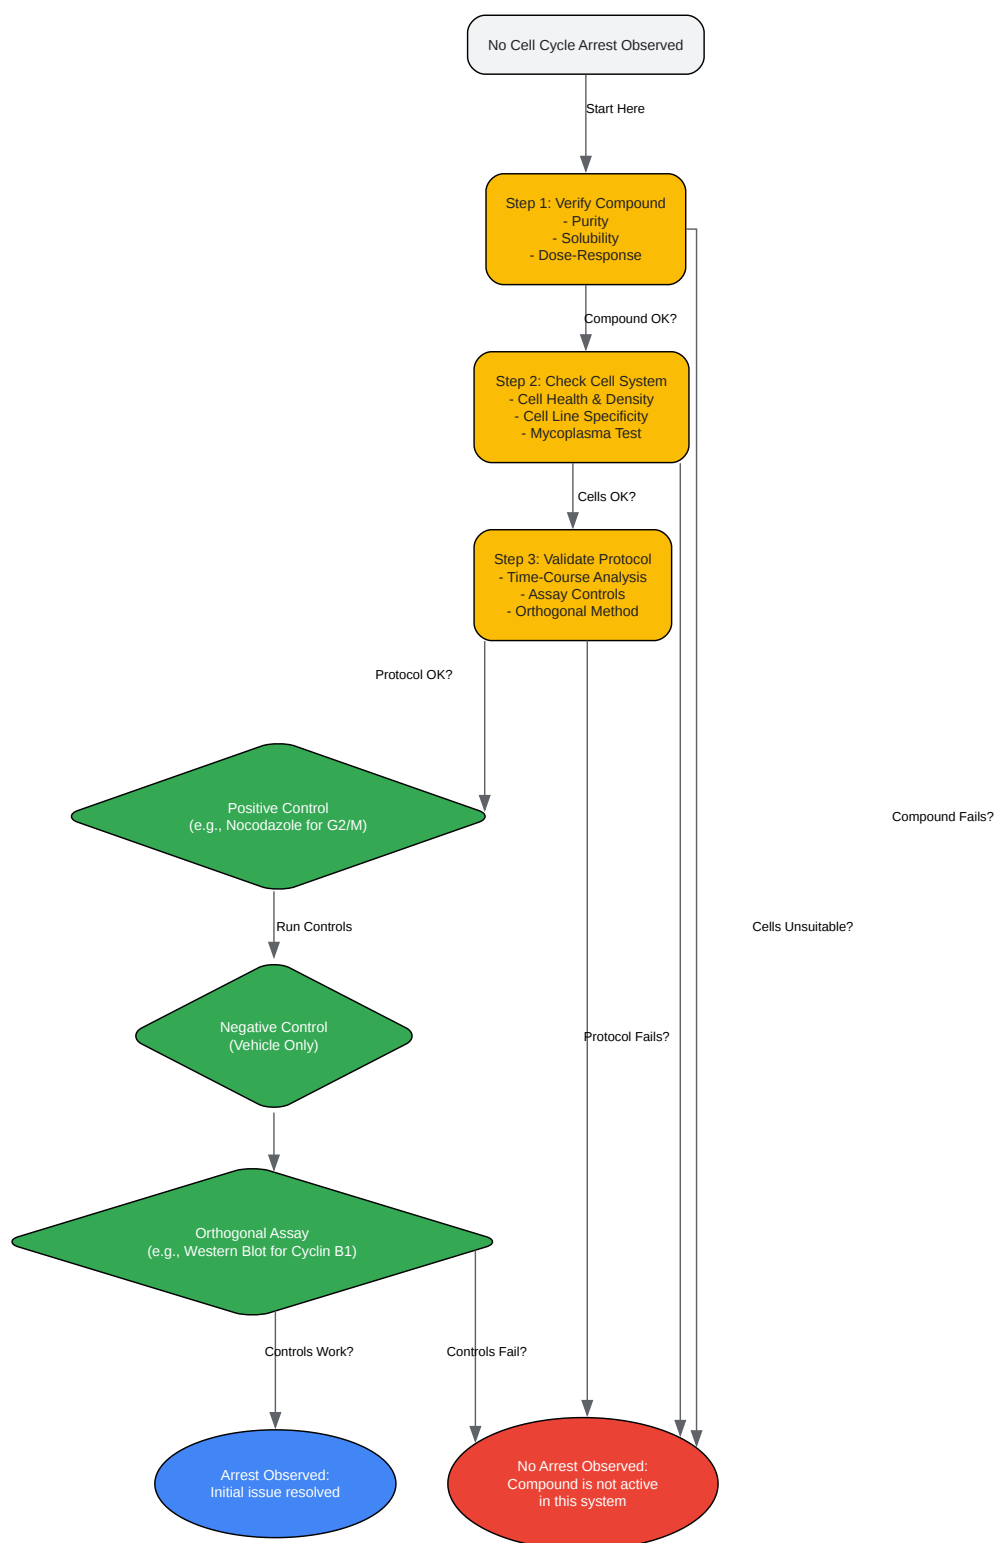 No Cell Cycle Arrest Observed
Start Here
Step 1: Verify Compound
- Purity
- Solubility
- Dose-Response
Compound OK?
Step 2: Check Cell System
- Cell Health & Density
- Cell Line Specificity
- Mycoplasma Test
Cells OK?
Step 3: Validate Protocol
- Time-Course Analysis
- Assay Controls
- Orthogonal Method
Protocol OK?
Positive Control
(e.g., Nocodazole for G2/M)
Compound Fails?
Run Controls
Cells Unsuitable?
Negative Control
(Vehicle Only)
Protocol Fails?
Orthogonal Assay
(e.g., Western Blot for Cyclin B1)
Controls Work?
Controls Fail?
Arrest Observed:
Initial issue resolved
No Arrest Observed:
Compound is not active
in this system